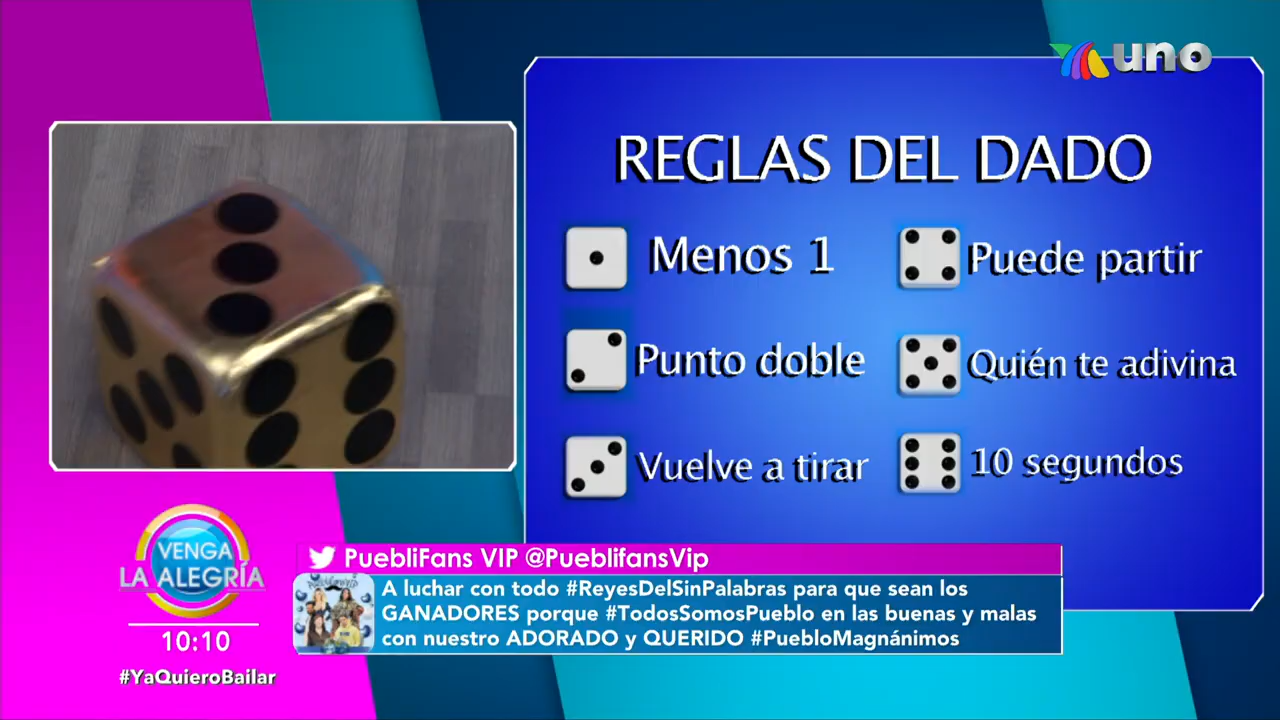 uno
REGLAS DEL DADO
Menos 1
Puede partir
Punto doble
Quién te adivina
Vuelve a tirar
10 segundos
VENGA
LA ALEGRÍA
10:10
#YaQuieroBailar
PuebliFans VIP @PueblifansVip
A luchar con todo #ReyesDelSinPalabras para que sean los
GANADORES porque #TodosSomosPueblo en las buenas y malas
con nuestro ADORADO y QUERIDO #PuebloMagnánimos